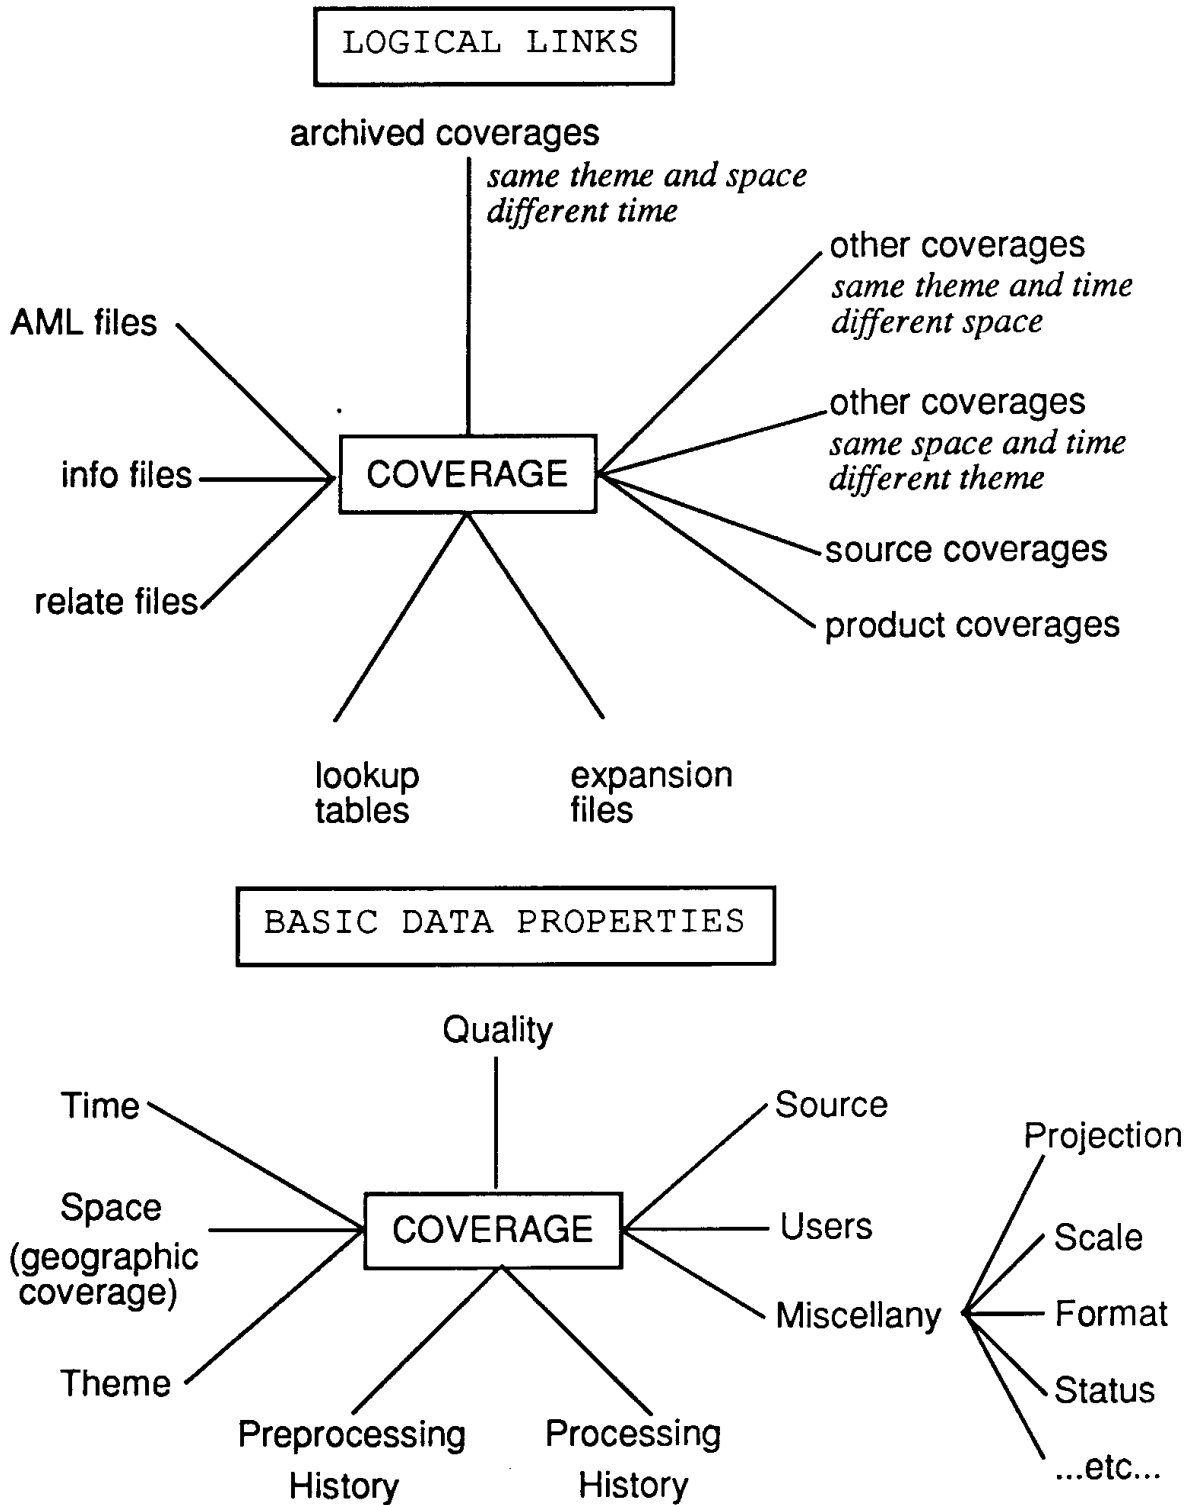 LOGICAL LINKS
archived coverages
same theme and space
different time
other coverages
same theme and time
different space
AML files
other coverages
same space and time
different theme
COVERAGE
info files
source coverages
relate files
product coverages
lookup
tables
expansion
files
BASIC DATA PROPERTIES
Quality
Time
Source
Projection
Space
(geographic
coverage)
COVERAGE
Users
Scale
Miscellany
Format
Theme
Status
Preprocessing
History
Processing
History
...etc...